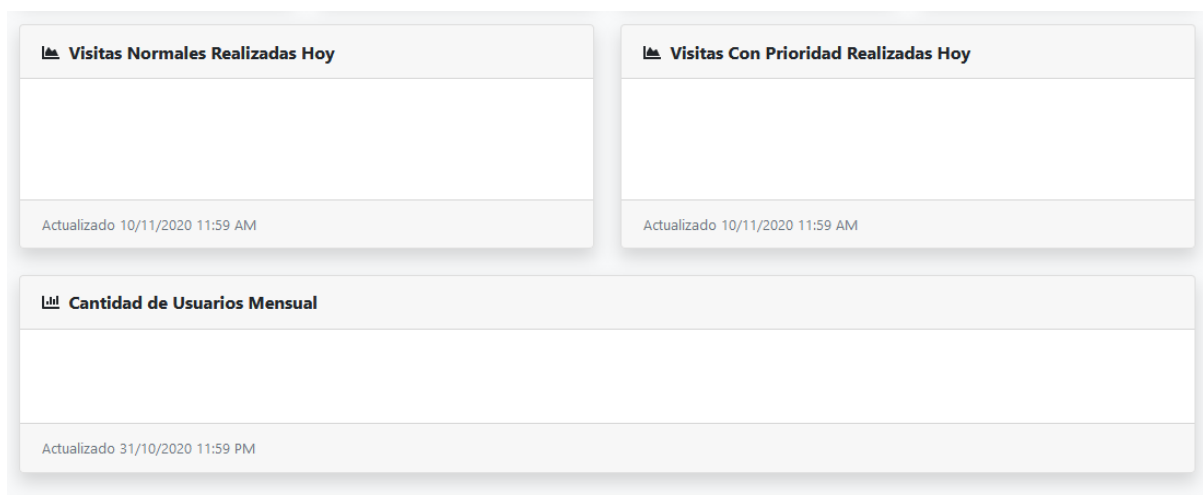 Visitas Normales Realizadas Hoy
Actualizado 10/11/2020 11:59 AM
Visitas Con Prioridad Realizadas Hoy
Actualizado 10/11/2020 11:59 AM
Cantidad de Usuarios Mensual
Actualizado 31/10/2020 11:59 PM